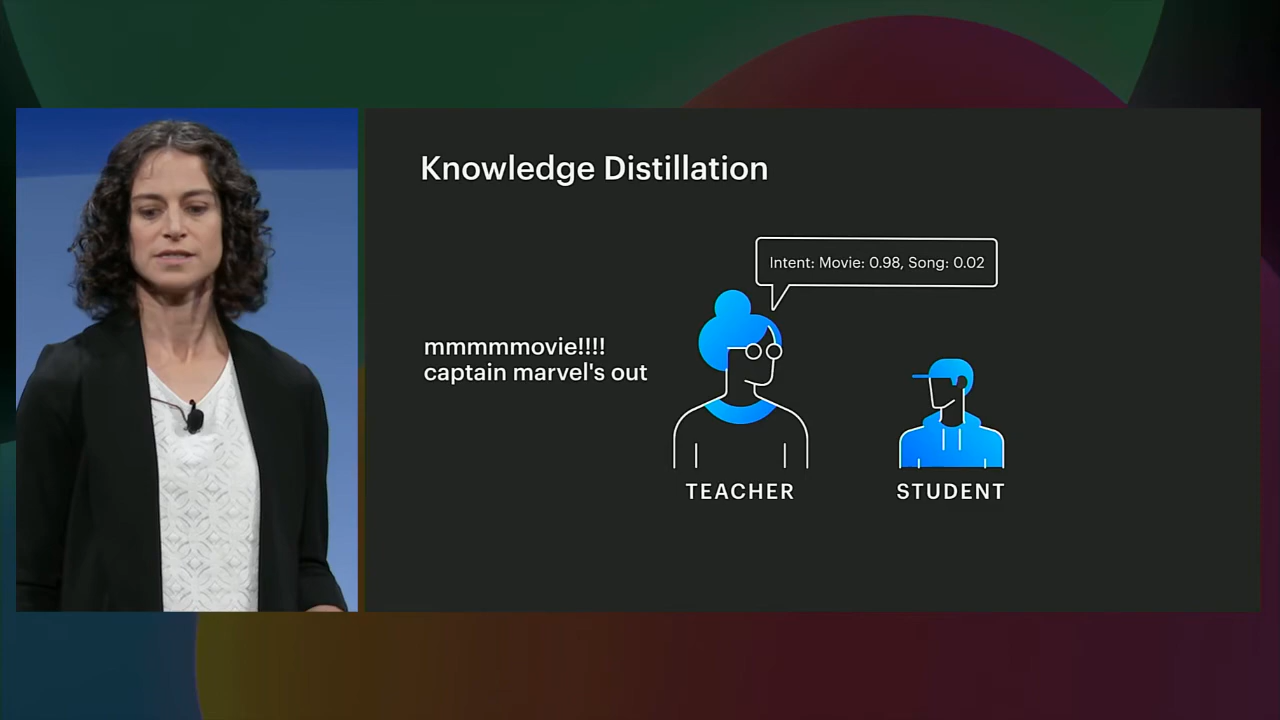 Knowledge Distillation
Intent: Movie: 0.98, Song: 0.02
mmmmmovie!!!!
captain marvel's out
TEACHER
STUDENT